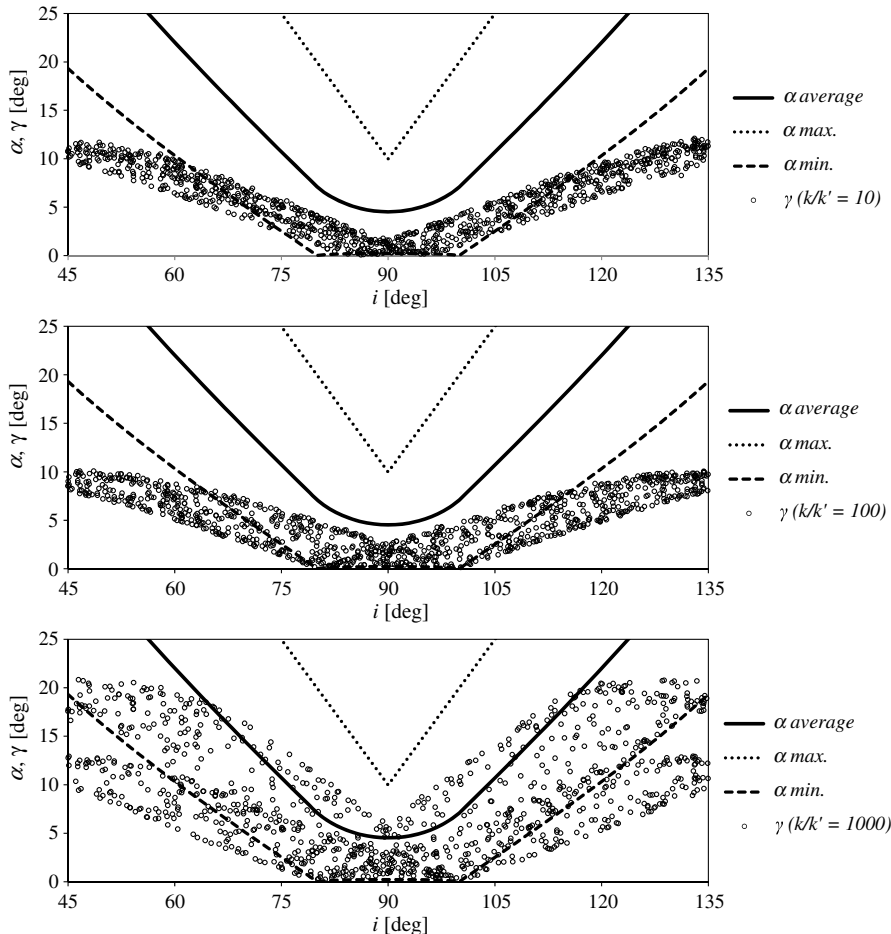 25
20
15
10
5
0
α, γ [deg]
45 60 75 90 105 120 135
i [deg]
α average
α max.
α min.
γ (k/k' = 10)
25
20
15
10
5
0
α, γ [deg]
45 60 75 90 105 120 135
i [deg]
α average
α max.
α min.
γ (k/k' = 100)
25
20
15
10
5
0
α, γ [deg]
45 60 75 90 105 120 135
i [deg]
α average
α max.
α min.
γ (k/k' = 1000)